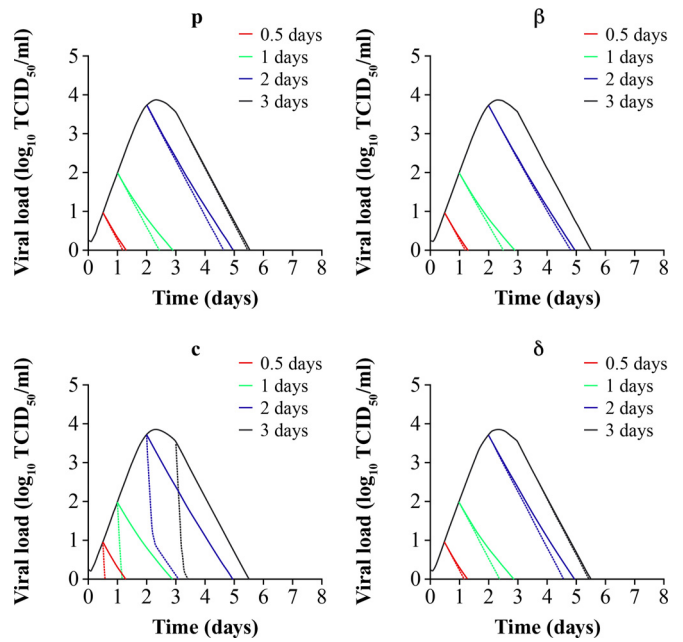 p
0.5 days
1 days
2 days
3 days
Viral load (log10 TCID50/ml)
5
4
3
2
1
0
0 1 2 3 4 5 6 7 8
Time (days)
β
0.5 days
1 days
2 days
3 days
Viral load (log10 TCID50/ml)
5
4
3
2
1
0
0 1 2 3 4 5 6 7 8
Time (days)
c
0.5 days
1 days
2 days
3 days
Viral load (log10 TCID50/ml)
5
4
3
2
1
0
0 1 2 3 4 5 6 7 8
Time (days)
δ
0.5 days
1 days
2 days
3 days
Viral load (log10 TCID50/ml)
5
4
3
2
1
0
0 1 2 3 4 5 6 7 8
Time (days)